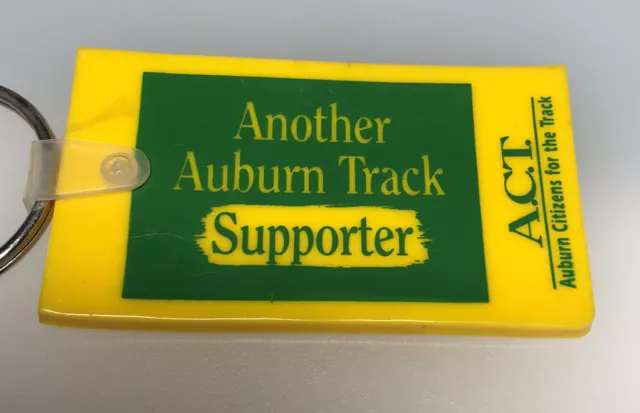 Another
Auburn Track
Supporter
A.C.T.
Auburn Citizens for the Track